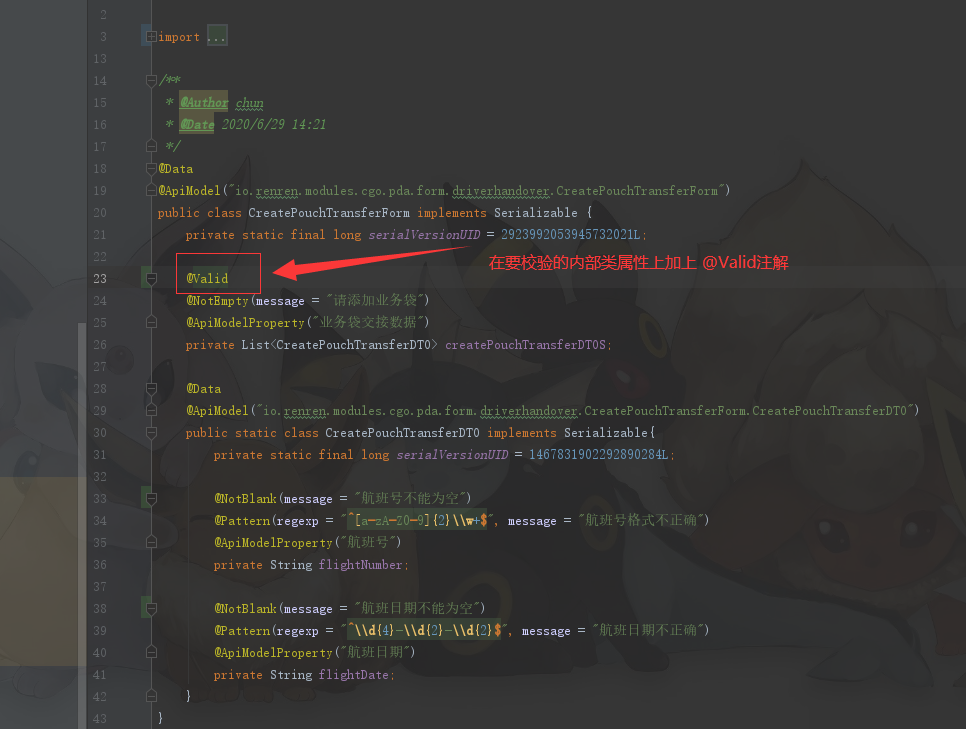 2
3 import ...
13
14 /**
15 * @Author chun
16 * @Date 2020/6/29 14:21
17 */
18 @Data
19 @ApiModel("io.renren.modules.cgo.pda.form.driverhandover.CreatePouchTransferForm")
20 public class CreatePouchTransferForm implements Serializable {
21 private static final long serialVersionUID = 2923992053945732021L;
22
在要校验的内部类属性上加上 @Valid注解
23 @Valid
24 @NotEmpty(message = "请添加业务袋")
25 @ApiModelProperty("业务袋交接数据")
26 private List<CreatePouchTransferDTO> createPouchTransferDTOS;
27
28 @Data
29 @ApiModel("io.renren.modules.cgo.pda.form.driverhandover.CreatePouchTransferForm.CreatePouchTransferDTO")
30 public static class CreatePouchTransferDTO implements Serializable{
31 private static final long serialVersionUID = 1467831902292890284L;
32
33 @NotBlank(message = "航班号不能为空")
34 @Pattern(regexp = "^[a-zA-Z0-9]{2}\\w+$", message = "航班号格式不正确")
35 @ApiModelProperty("航班号")
36 private String flightNumber;
37
38 @NotBlank(message = "航班日期不能为空")
39 @Pattern(regexp = "^\\d{4}-\\d{2}-\\d{2}$", message = "航班日期不正确")
40 @ApiModelProperty("航班日期")
41 private String flightDate;
42 }
43 }